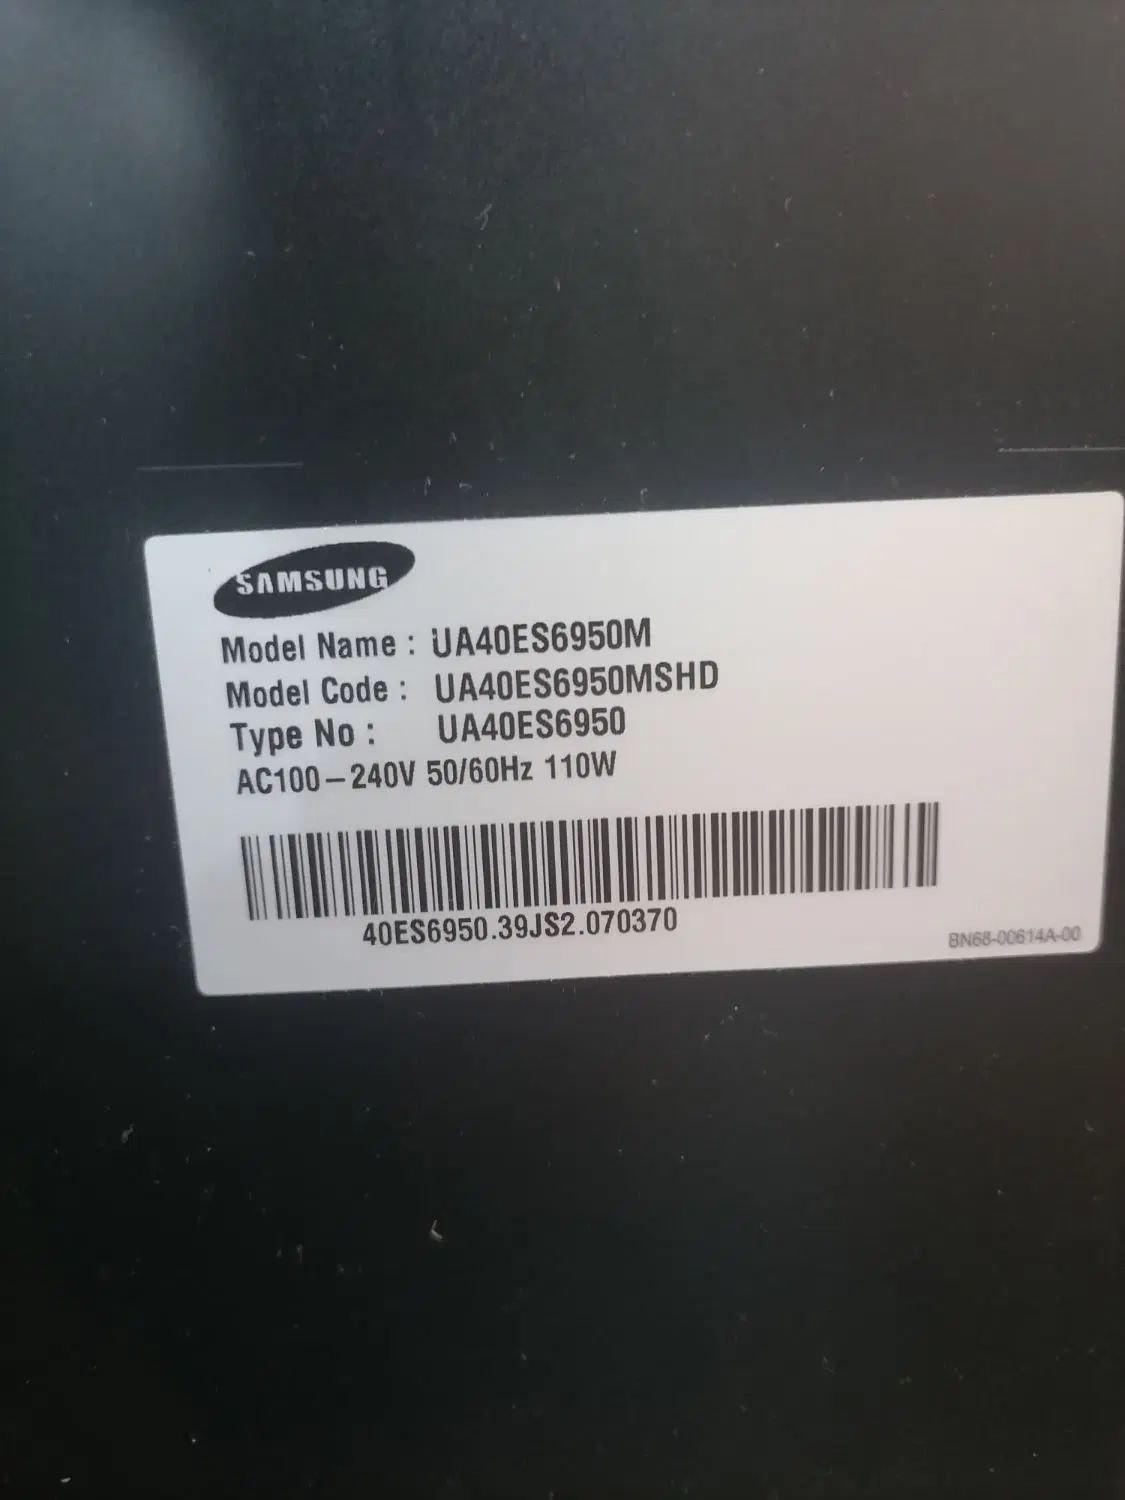 SAMSUNG
Model Name : UA40ES6950M
Model Code : UA40ES6950MSHD
Type No : UA40ES6950
AC100-240V 50/60Hz 110W
40ES6950.39JS2.070370
BN68-00614A-00